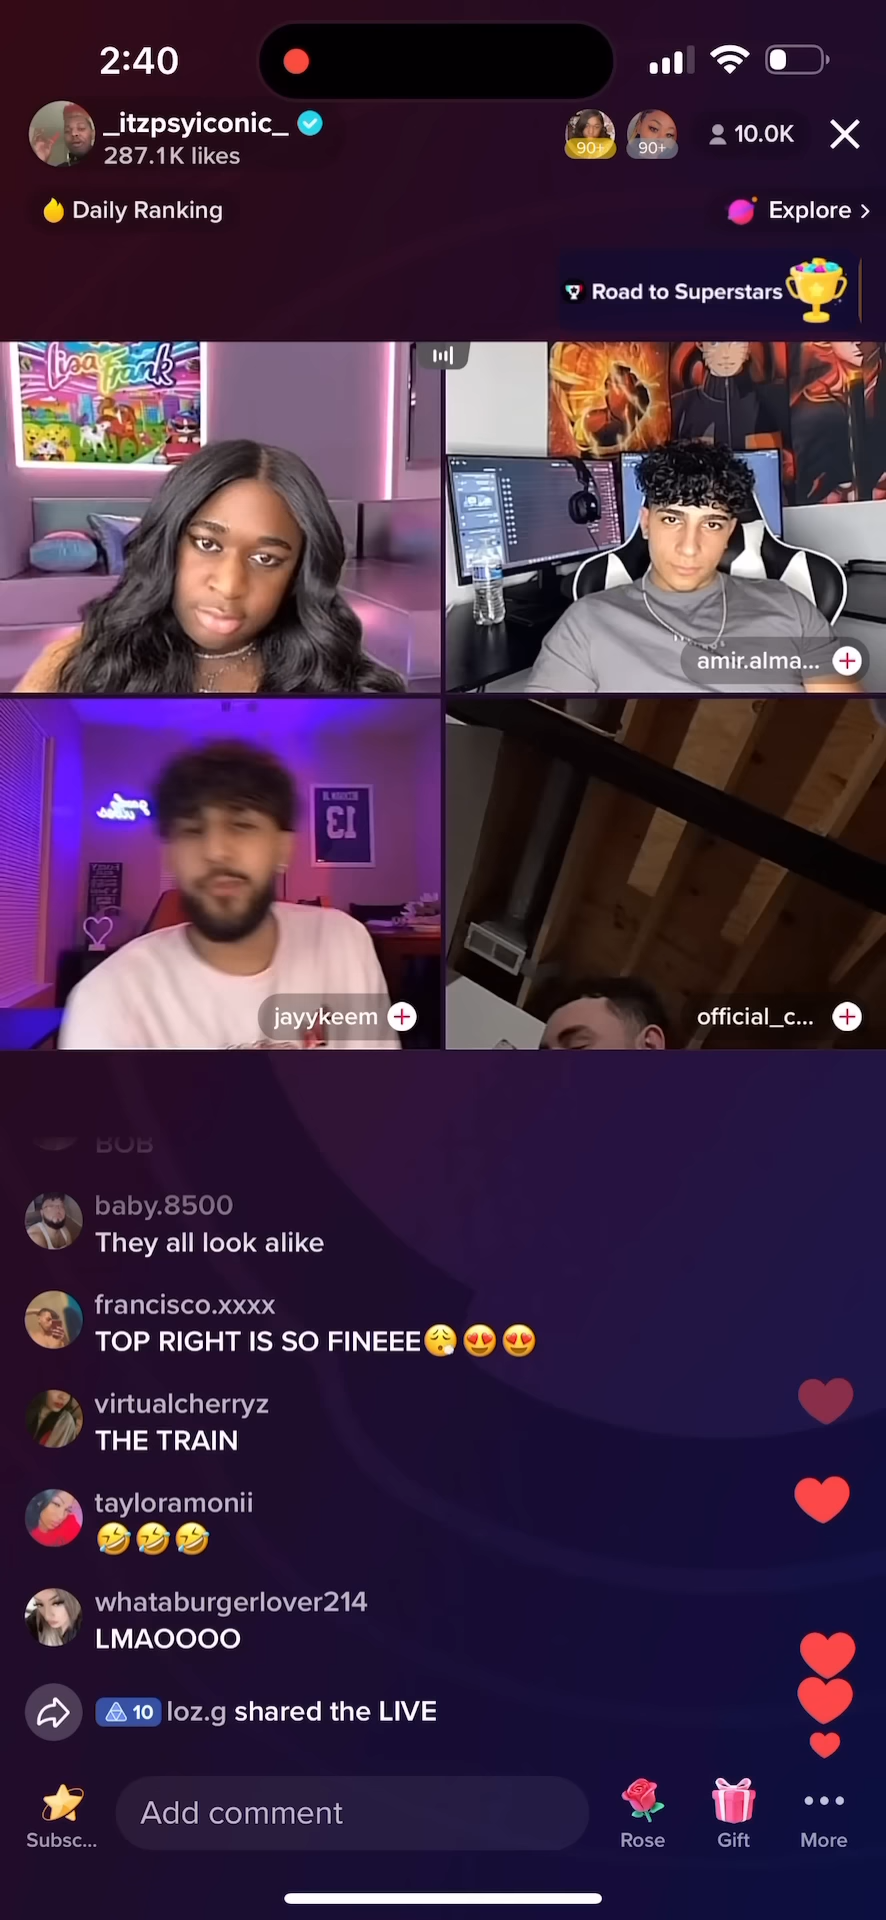 2:40
_itzpsyiconic_
287.1K likes
90+
90+
10.0K
Daily Ranking
Explore >
Road to Superstars
Lisa Frank
amir.alma...
13
jayykeem
official_c...
BOB
baby.8500
They all look alike
francisco.xxxx
TOP RIGHT IS SO FINEEE😮‍💨😍😍
virtualcherryz
THE TRAIN
tayloramonii
🤣🤣🤣
whataburgerlover214
LMAOOOO
10 loz.g shared the LIVE
Add comment
Subsc...
Rose
Gift
More